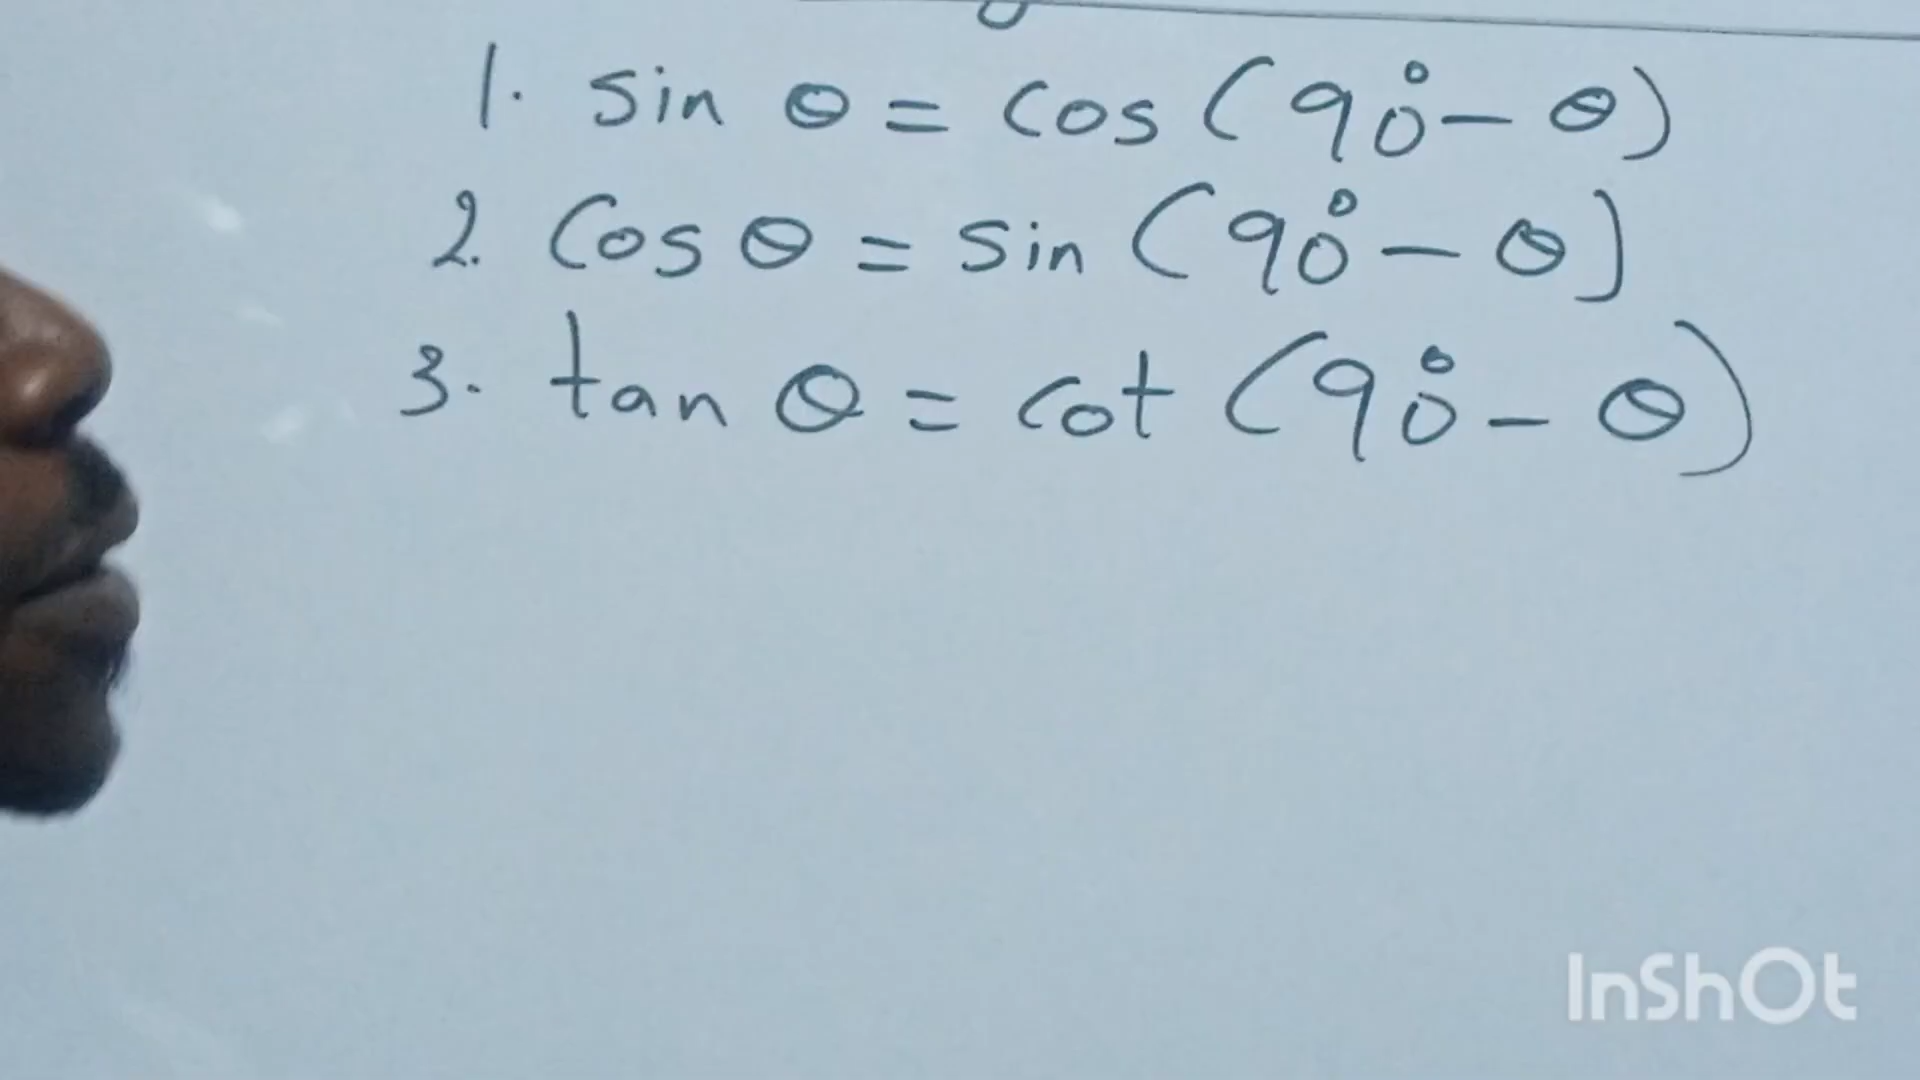 1. sin θ = cos (90° - θ)
2. Cos θ = sin (90° - θ)
3. tan θ = cot (90° - θ)
InShOt